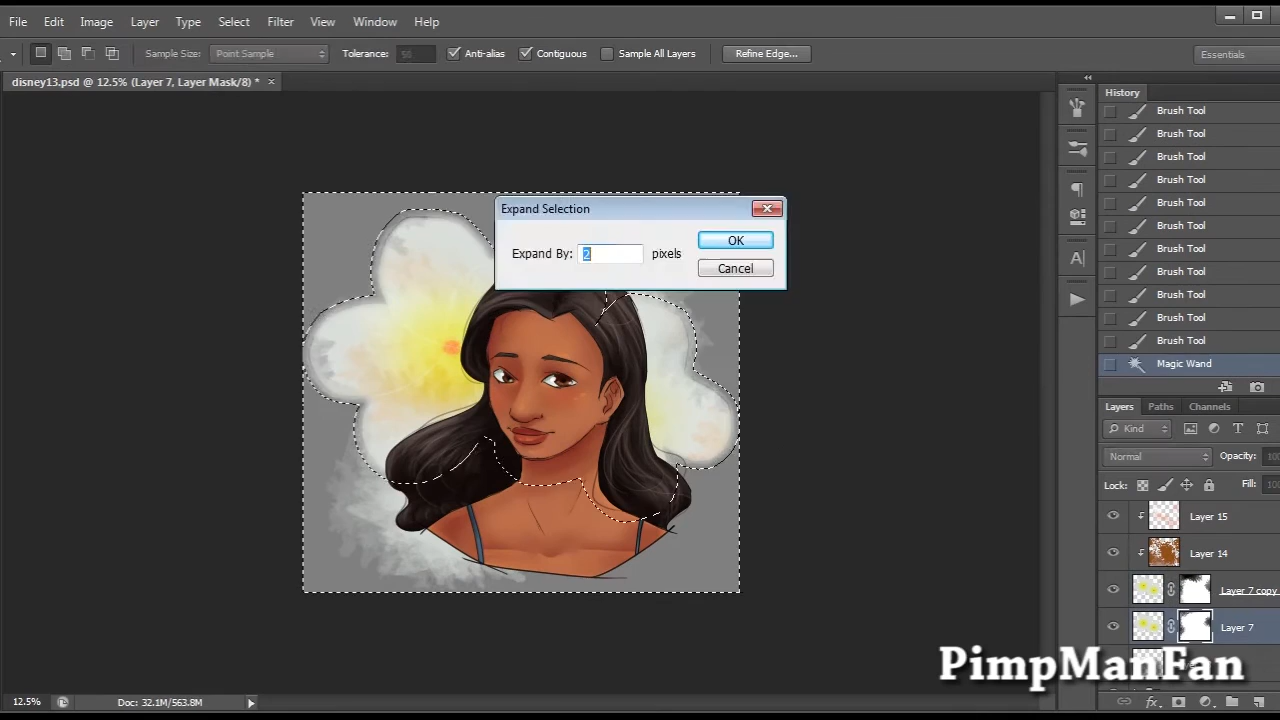 File Edit Image Layer Type Select Filter View Window Help
Sample Size: Point Sample Tolerance: 50 Anti-alias Contiguous Sample All Layers Refine Edge... Essentials
disney13.psd @ 12.5% (Layer 7, Layer Mask/8) * ×
History
Brush Tool
Brush Tool
Brush Tool
Brush Tool
Brush Tool
Brush Tool
Brush Tool
Brush Tool
Brush Tool
Brush Tool
Brush Tool
Magic Wand
Expand Selection
Expand By: 2 pixels
OK
Cancel
Layers Paths Channels
Kind
Normal Opacity: 100
Lock: Fill: 100
Layer 15
Layer 14
Layer 7 copy
Layer 7
PimpManFan
12.5% Doc: 32.1M/563.8M